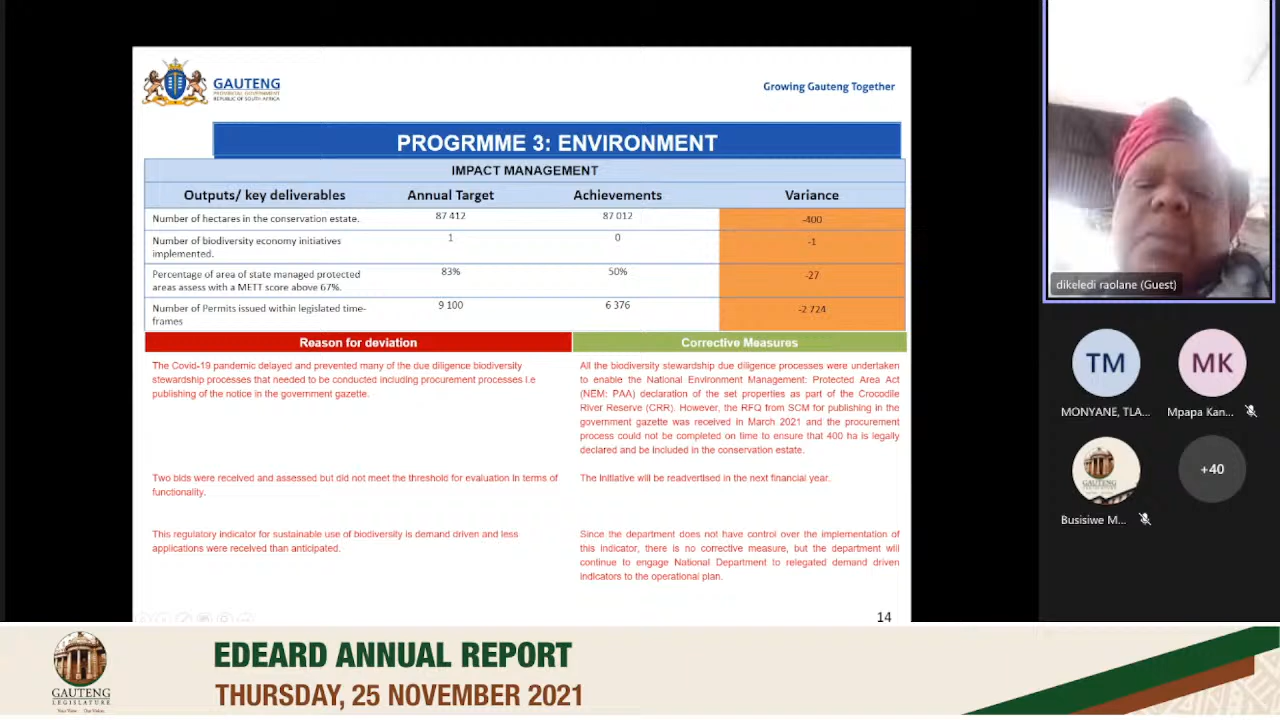 GAUTENG
PROVINCIAL GOVERNMENT
REPUBLIC OF SOUTH AFRICA
Growing Gauteng Together
PROGRMME 3: ENVIRONMENT
IMPACT MANAGEMENT
Outputs/ key deliverables Annual Target Achievements Variance
Number of hectares in the conservation estate. 87 412 87 012 -400
Number of biodiversity economy initiatives implemented. 1 0 -1
Percentage of area of state managed protected areas assess with a METT score above 67%. 83% 50% -27
Number of Permits issued within legislated time-frames 9 100 6 376 -2 724
Reason for deviation Corrective Measures
The Covid-19 pandemic delayed and prevented many of the due diligence biodiversity
stewardship processes that needed to be conducted including procurement processes I.e
publishing of the notice in the government gazette.
All the biodiversity stewardship due diligence processes were undertaken
to enable the National Environment Management: Protected Area Act
(NEM: PAA) declaration of the set properties as part of the Crocodile
River Reserve (CRR). However, the RFQ from SCM for publishing in the
government gazette was received in March 2021 and the procurement
process could not be completed on time to ensure that 400 ha is legally
declared and be included in the conservation estate.
Two bids were received and assessed but did not meet the threshold for evaluation in terms of
functionality.
The initiative will be readvertised in the next financial year.
This regulatory indicator for sustainable use of biodiversity is demand driven and less
applications were received than anticipated.
Since the department does not have control over the implementation of
this indicator, there is no corrective measure, but the department will
continue to engage National Department to relegated demand driven
indicators to the operational plan.
14
dikeledi raolane (Guest)
TM
MK
MONYANE, TLA...
Mpapa Kan...
+40
Busisiwe M...
GAUTENG
LEGISLATURE
EDEARD ANNUAL REPORT
THURSDAY, 25 NOVEMBER 2021